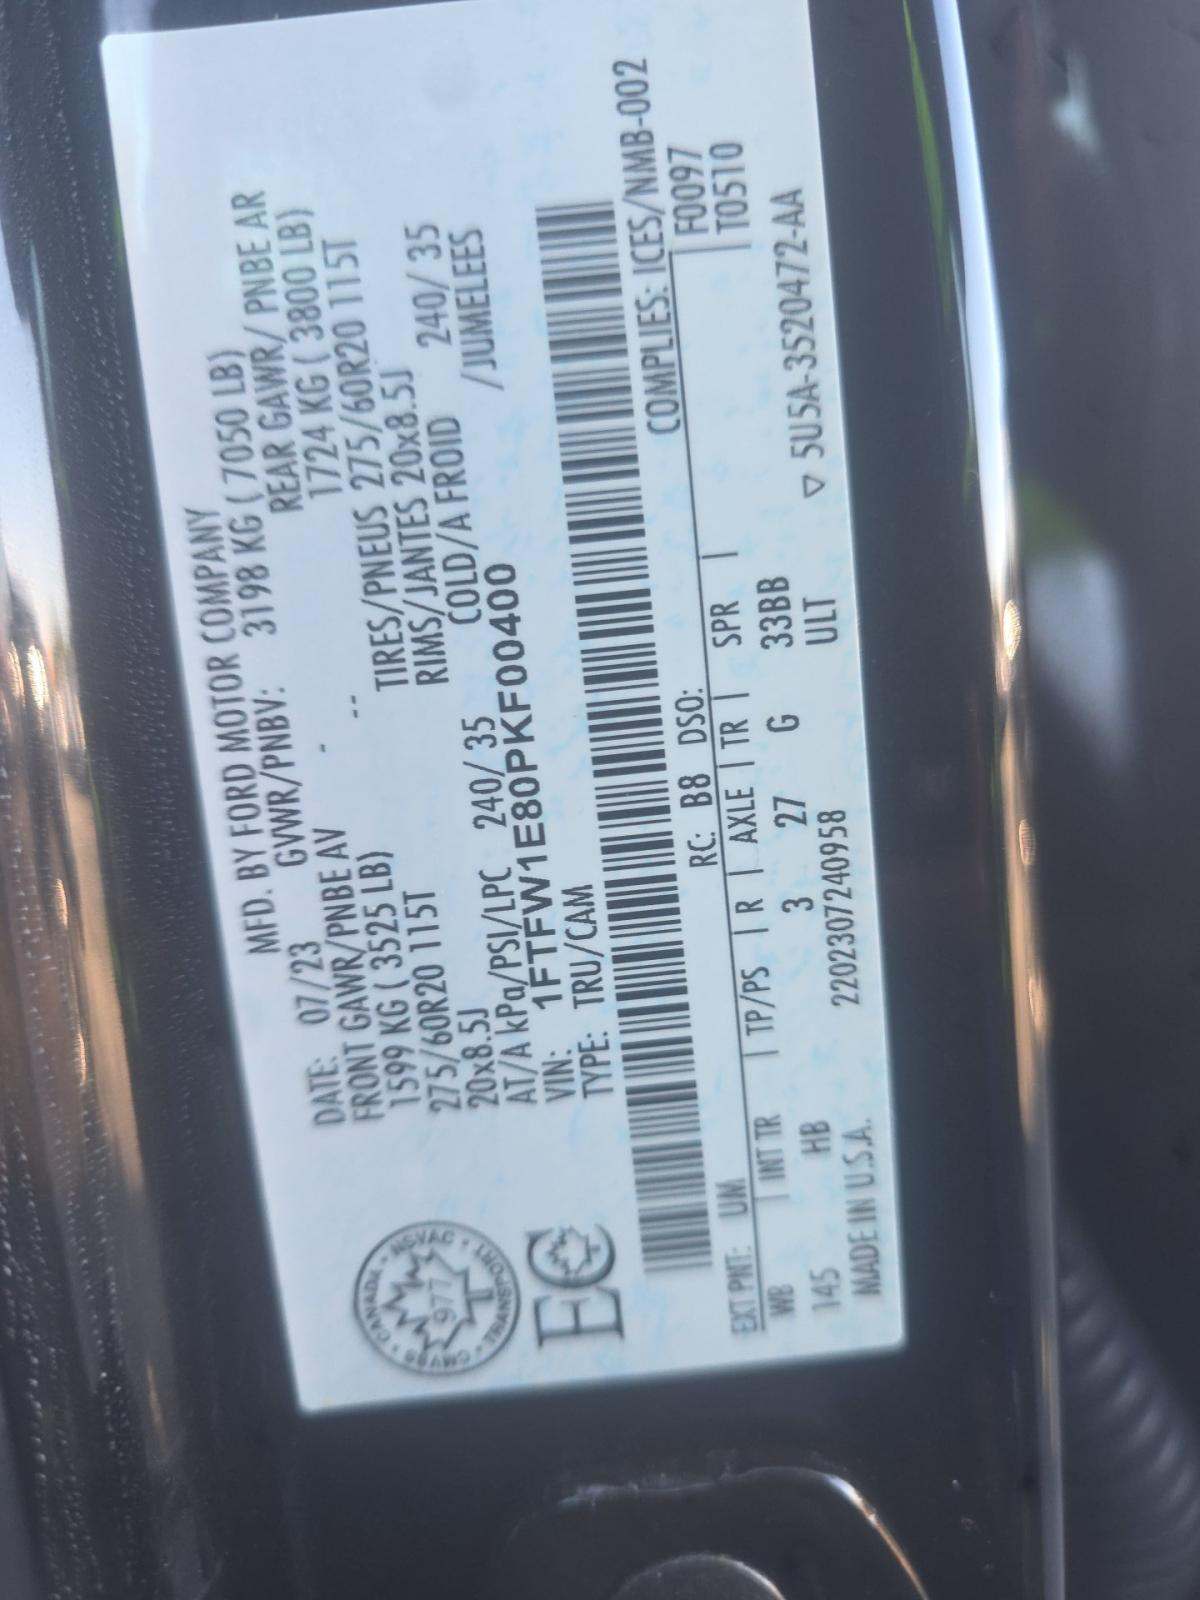 MFD. BY FORD MOTOR COMPANY
DATE: 07/23 GVWR/PNBV: 3198 KG ( 7050 LB)
FRONT GAWR/PNBE AV - REAR GAWR/ PNBE AR
1599 KG ( 3525 LB) -- 1724 KG ( 3800 LB)
275/60R20 115T TIRES/PNEUS 275/60R20 115T
20x8.5J RIMS/JANTES 20x8.5J
AT/A kPa/PSI/LPC 240/ 35 COLD/A FROID 240/ 35
VIN: 1FTFW1E80PKF00400 /JUMELEES
TYPE: TRU/CAM
CANADA · NSVAC · TRANSPORT · CMVSS
977
T
EC
COMPLIES: ICES/NMB-002
EXT PNT: UM RC: B8 DSO: F0097
WB INT TR TP/PS R AXLE TR SPR T0510
145 HB 3 27 G 33BB
ULT
MADE IN U.S.A. 220230724095​8 ▽ 5U5A-3520472-AA